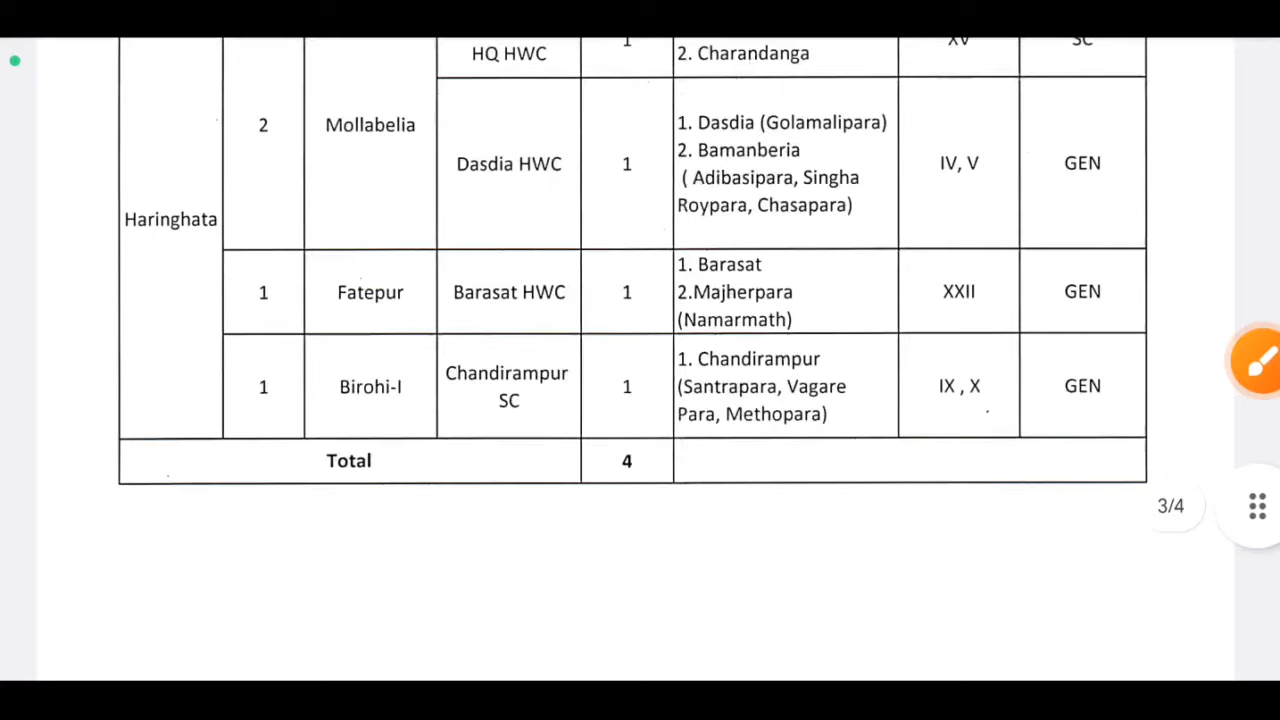 1
XV
SC
HQ HWC
2. Charandanga
2
Mollabelia
Dasdia HWC
1
1. Dasdia (Golamalipara)
2. Bamanberia
( Adibasipara, Singha
Roypara, Chasapara)
IV, V
GEN
Haringhata
1
Fatepur
Barasat HWC
1
1. Barasat
2.Majherpara
(Namarmath)
XXII
GEN
1
Birohi-I
Chandirampur
SC
1
1. Chandirampur
(Santrapara, Vagare
Para, Methopara)
IX , X
GEN
Total
4
3/4